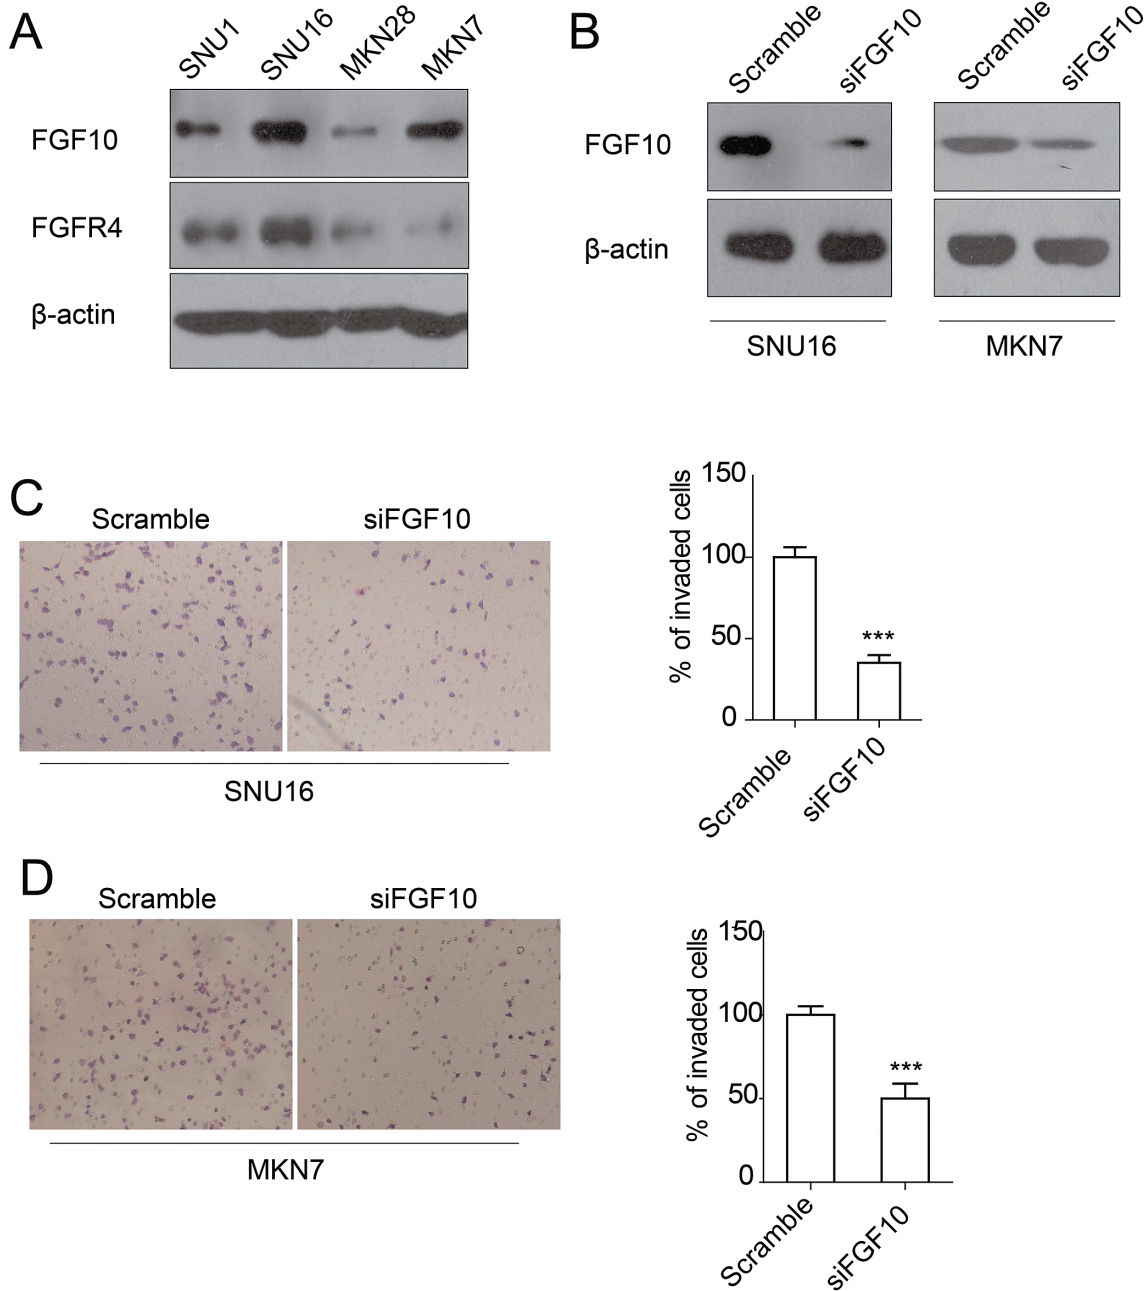 A
SNU1
SNU16
MKN28
MKN7
FGF10
FGFR4
β-actin
B
Scramble
siFGF10
Scramble
siFGF10
FGF10
β-actin
SNU16
MKN7
C
Scramble
siFGF10
SNU16
% of invaded cells
150
100
50
0
***
Scramble
siFGF10
D
Scramble
siFGF10
MKN7
% of invaded cells
150
100
50
0
***
Scramble
siFGF10